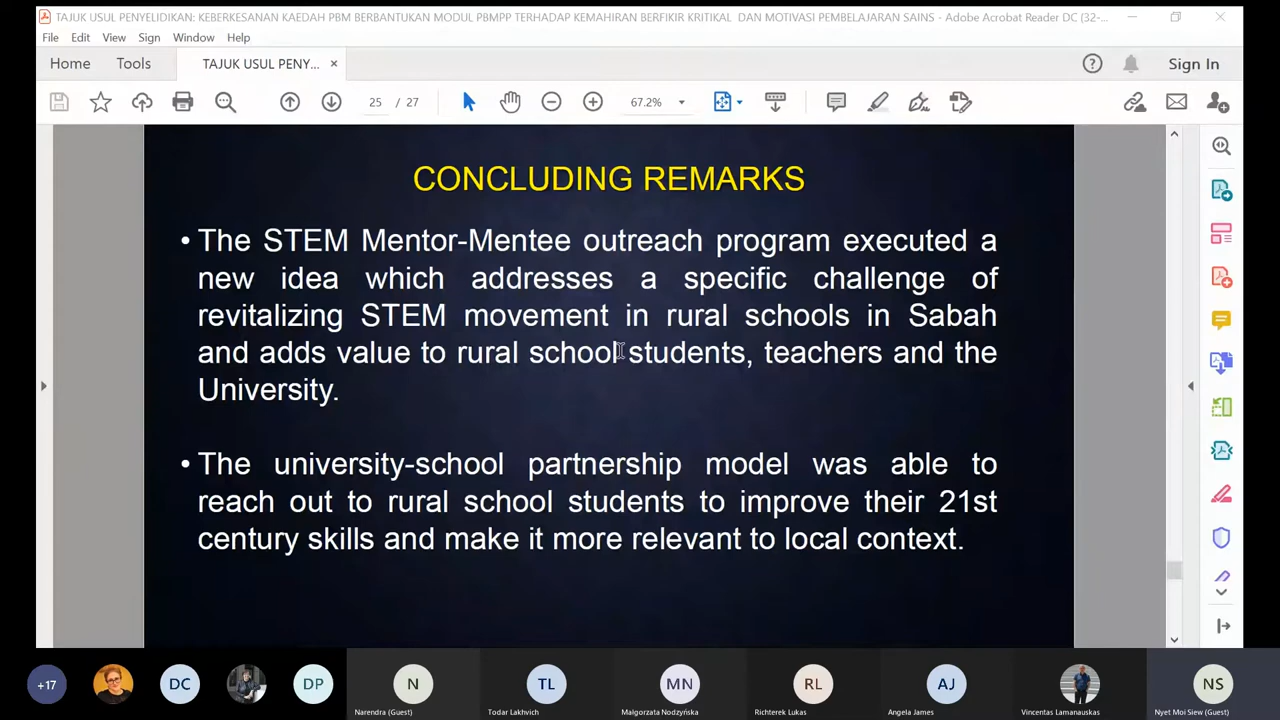 TAJUK USUL PENYELIDIKAN: KEBERKESANAN KAEDAH PBM BERBANTUKAN MODUL PBMPP TERHADAP KEMAHIRAN BERFIKIR KRITIKAL DAN MOTIVASI PEMBELAJARAN SAINS - Adobe Acrobat Reader DC (32-...
File Edit View Sign Window Help
Home Tools TAJUK USUL PENY... × Sign In
25 / 27 67.2%
CONCLUDING REMARKS
• The STEM Mentor-Mentee outreach program executed a
new idea which addresses a specific challenge of
revitalizing STEM movement in rural schools in Sabah
and adds value to rural school students, teachers and the
University.
• The university-school partnership model was able to
reach out to rural school students to improve their 21st
century skills and make it more relevant to local context.
+17 DC DP N TL MN RL AJ NS
Narendra (Guest) Todar Lakhvich Małgorzata Nodzyńska Richterek Lukas Angela James Vincentas Lamanauskas Nyet Moi Siew (Guest)